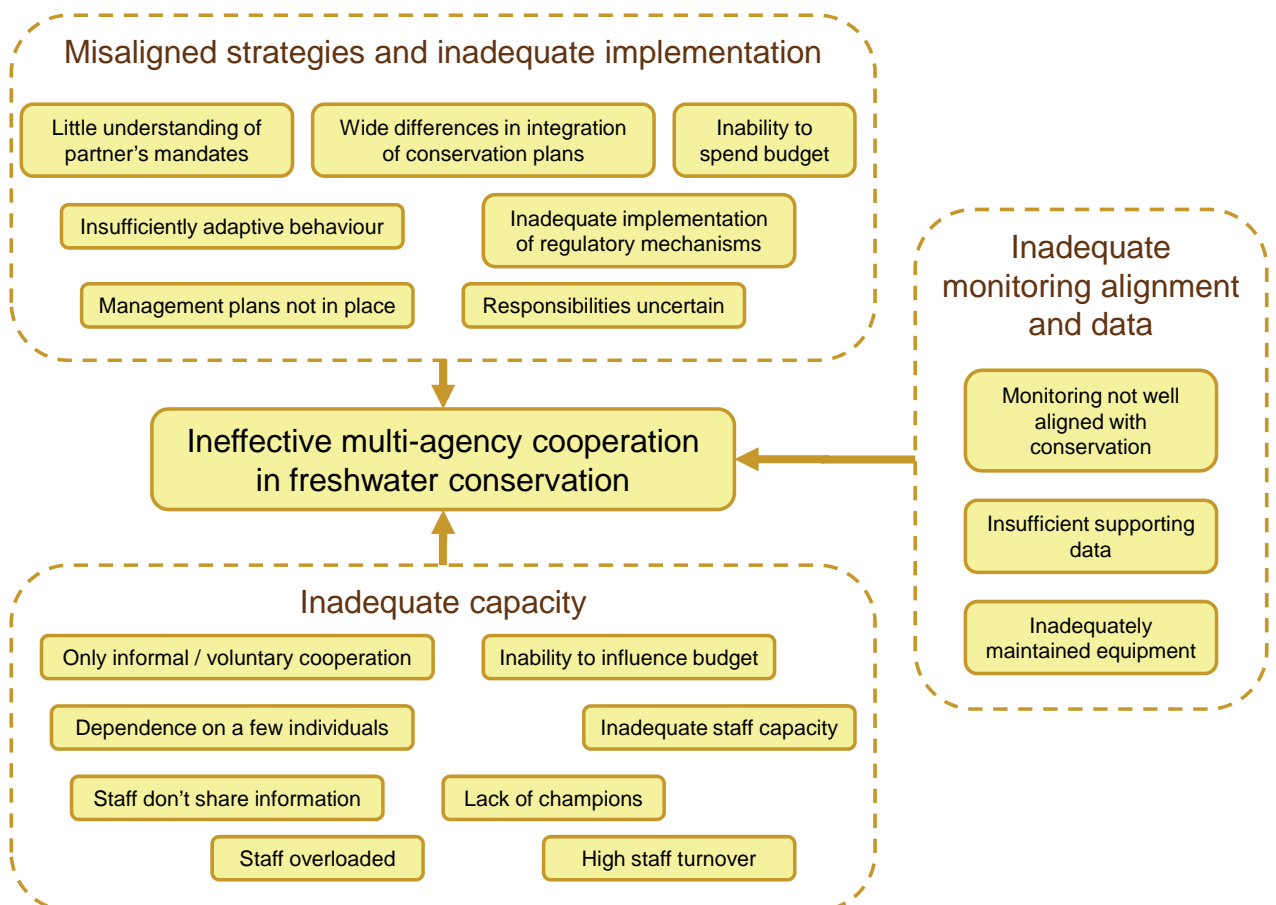 Misaligned strategies and inadequate implementation
Little understanding of
partner’s mandates
Wide differences in integration
of conservation plans
Inability to
spend budget
Insufficiently adaptive behaviour
Inadequate implementation
of regulatory mechanisms
Management plans not in place
Responsibilities uncertain
Ineffective multi-agency cooperation
in freshwater conservation
Inadequate
monitoring alignment
and data
Monitoring not well
aligned with
conservation
Insufficient supporting
data
Inadequately
maintained equipment
Inadequate capacity
Only informal / voluntary cooperation
Inability to influence budget
Dependence on a few individuals
Inadequate staff capacity
Staff don’t share information
Lack of champions
Staff overloaded
High staff turnover